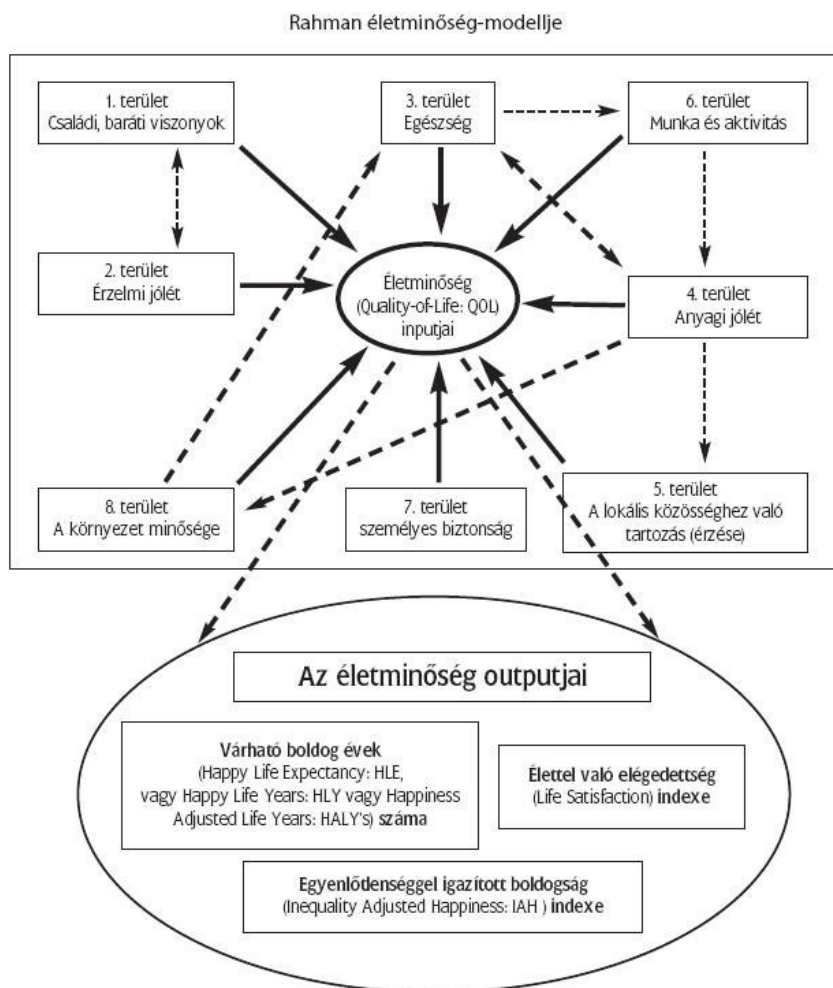 Rahman életminőség-modellje
1. terület
Családi, baráti viszonyok
3. terület
Egészség
6. terület
Munka és aktivitás
2. terület
Érzelmi jólét
Életminőség
(Quality-of-Life: QOL)
inputjai
4. terület
Anyagi jólét
8. terület
A környezet minősége
7. terület
személyes biztonság
5. terület
A lokális közösséghez való
tartozás (érzése)
Az életminőség outputjai
Várható boldog évek
(Happy Life Expectancy: HLE,
vagy Happy Life Years: HLY vagy Happiness
Adjusted Life Years: HALY's) száma
Élettel való elégedettség
(Life Satisfaction) indexe
Egyenlőtlenséggel igazított boldogság
(Inequality Adjusted Happiness: IAH ) indexe